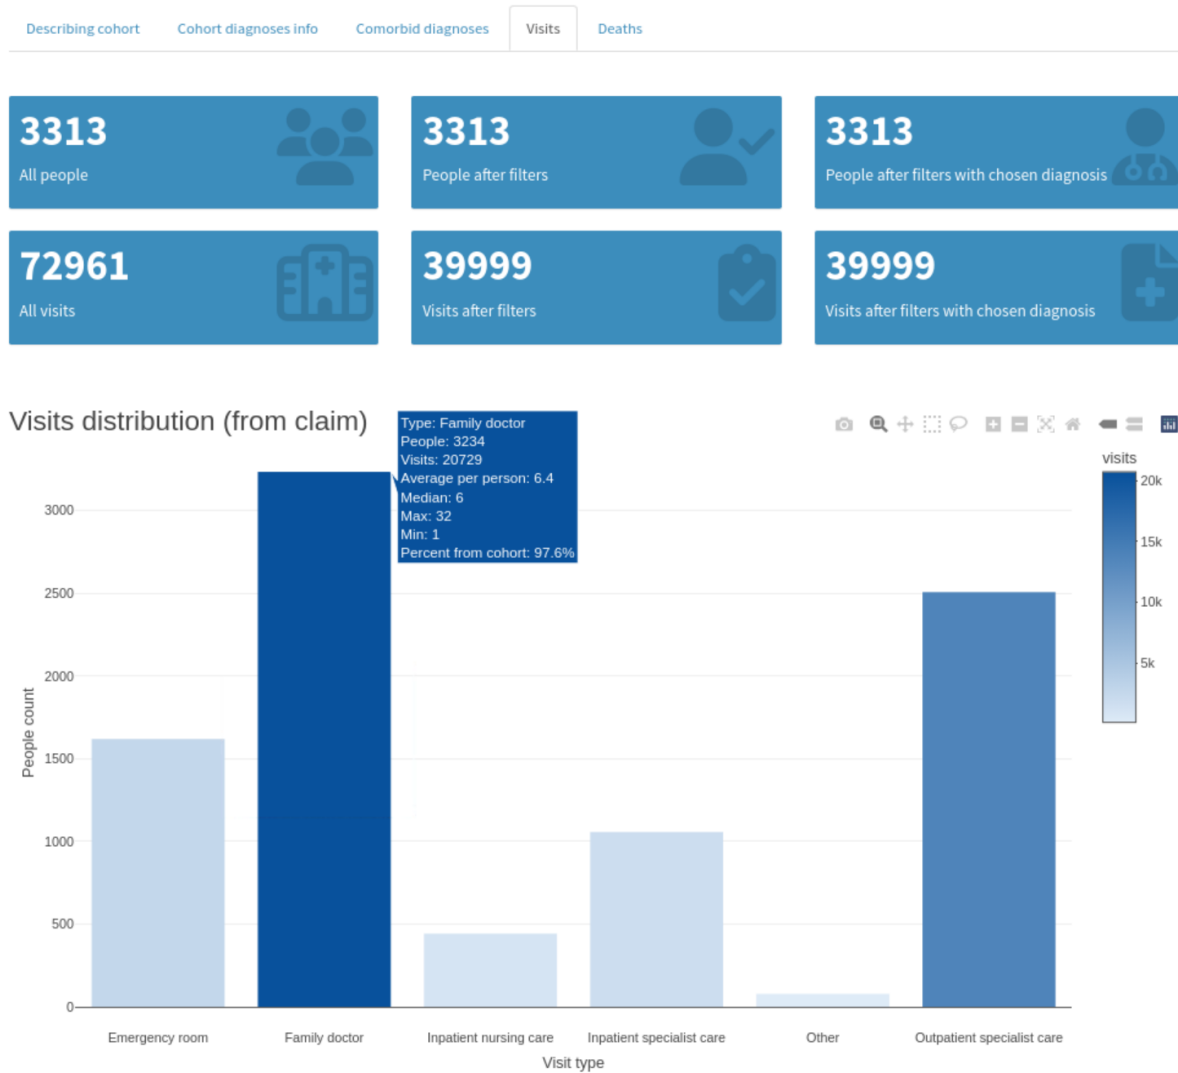 Describing cohort
Cohort diagnoses info
Comorbid diagnoses
Visits
Deaths
3313
All people
3313
People after filters
3313
People after filters with chosen diagnosis
72961
All visits
39999
Visits after filters
39999
Visits after filters with chosen diagnosis
Visits distribution (from claim)
Type: Family doctor
People: 3234
Visits: 20729
Average per person: 6.4
Median: 6
Max: 32
Min: 1
Percent from cohort: 97.6%
visits
20k
15k
10k
5k
People count
3000
2500
2000
1500
1000
500
0
Emergency room
Family doctor
Inpatient nursing care
Inpatient specialist care
Other
Outpatient specialist care
Visit type